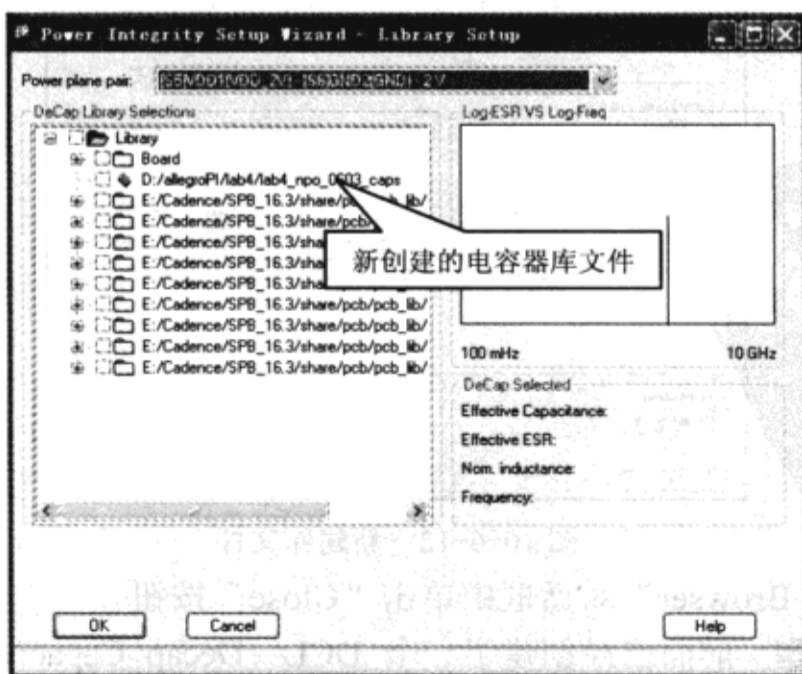 Power Integrity Setup Wizard - Library Setup
Power plane pair:
DeCap Library Selections
Library
Board
D:/allegroPI/lab4/lab4_npo_0603_caps
E:/Cadence/SPB_16.3/share/pcb/pcb_lib/
E:/Cadence/SPB_16.3/share/pcb/
E:/Cadence/SPB_16.3/sha
E:/Cadence/SPB_16.3/sha
E:/Cadence/SPB_16.3/sha
E:/Cadence/SPB_16.3/share/pcb/pcb_lib/
E:/Cadence/SPB_16.3/share/pcb/pcb_lib/
E:/Cadence/SPB_16.3/share/pcb/pcb_lib/
E:/Cadence/SPB_16.3/share/pcb/pcb_lib/
新创建的电容器库文件
Log-ESR VS Log-Freq
100 mHz
10 GHz
DeCap Selected
Effective Capacitance:
Effective ESR:
Nom. inductance:
Frequency:
OK
Cancel
Help